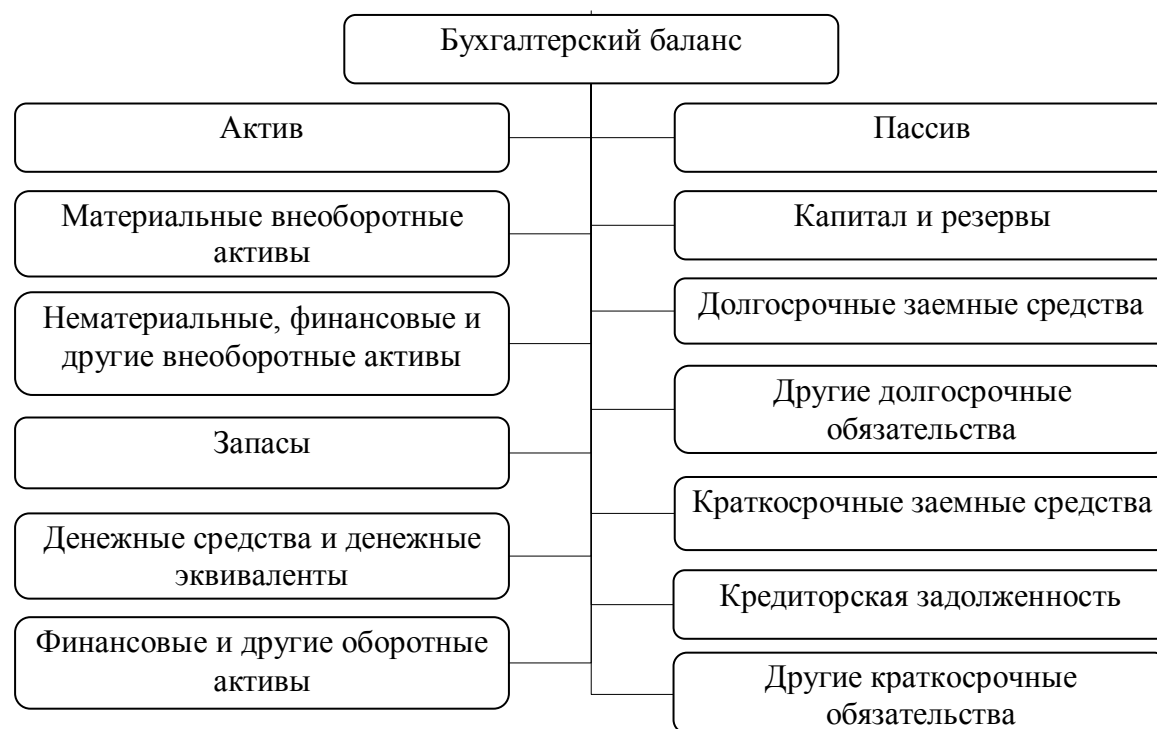 Бухгалтерский баланс
Актив
Материальные внеоборотные
активы
Нематериальные, финансовые и
другие внеоборотные активы
Запасы
Денежные средства и денежные
эквиваленты
Финансовые и другие оборотные
активы
Пассив
Капитал и резервы
Долгосрочные заемные средства
Другие долгосрочные
обязательства
Краткосрочные заемные средства
Кредиторская задолженность
Другие краткосрочные
обязательства